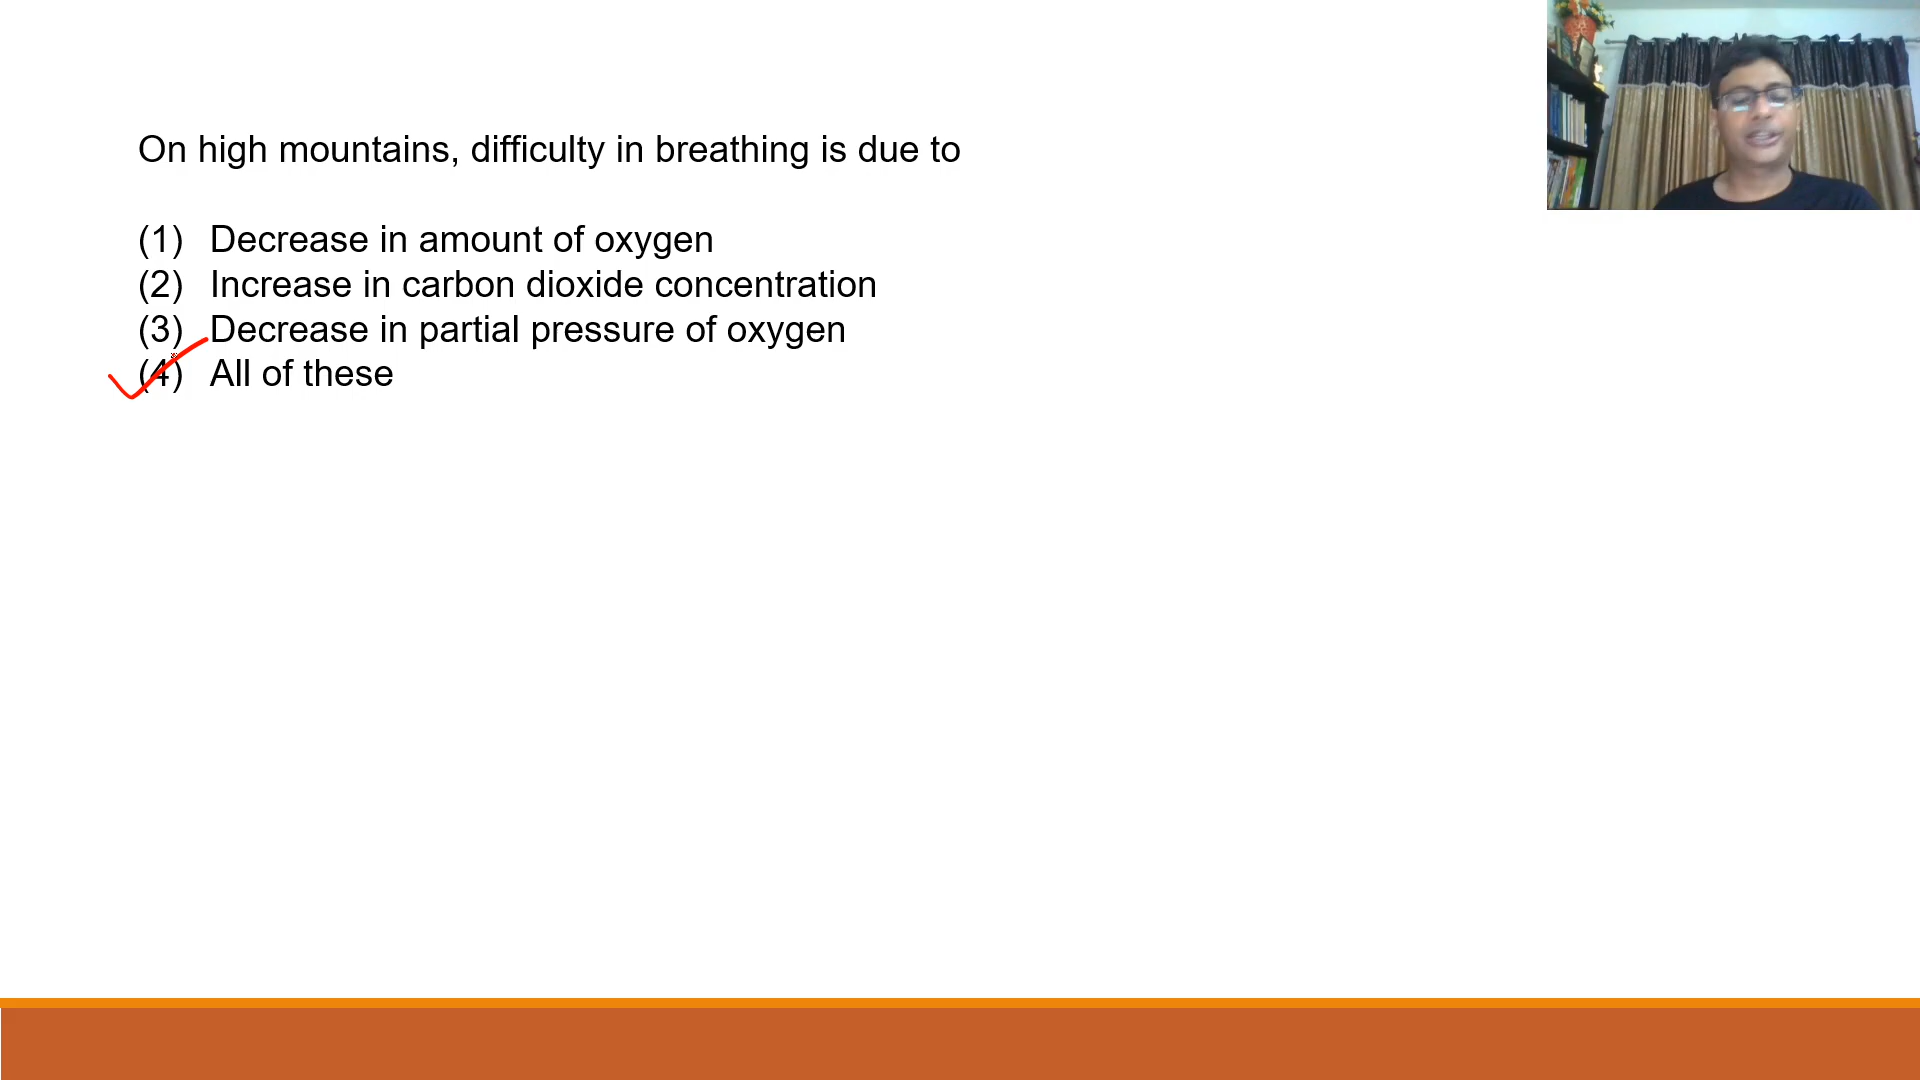 On high mountains, difficulty in breathing is due to
(1) Decrease in amount of oxygen
(2) Increase in carbon dioxide concentration
(3) Decrease in partial pressure of oxygen
(4) All of these